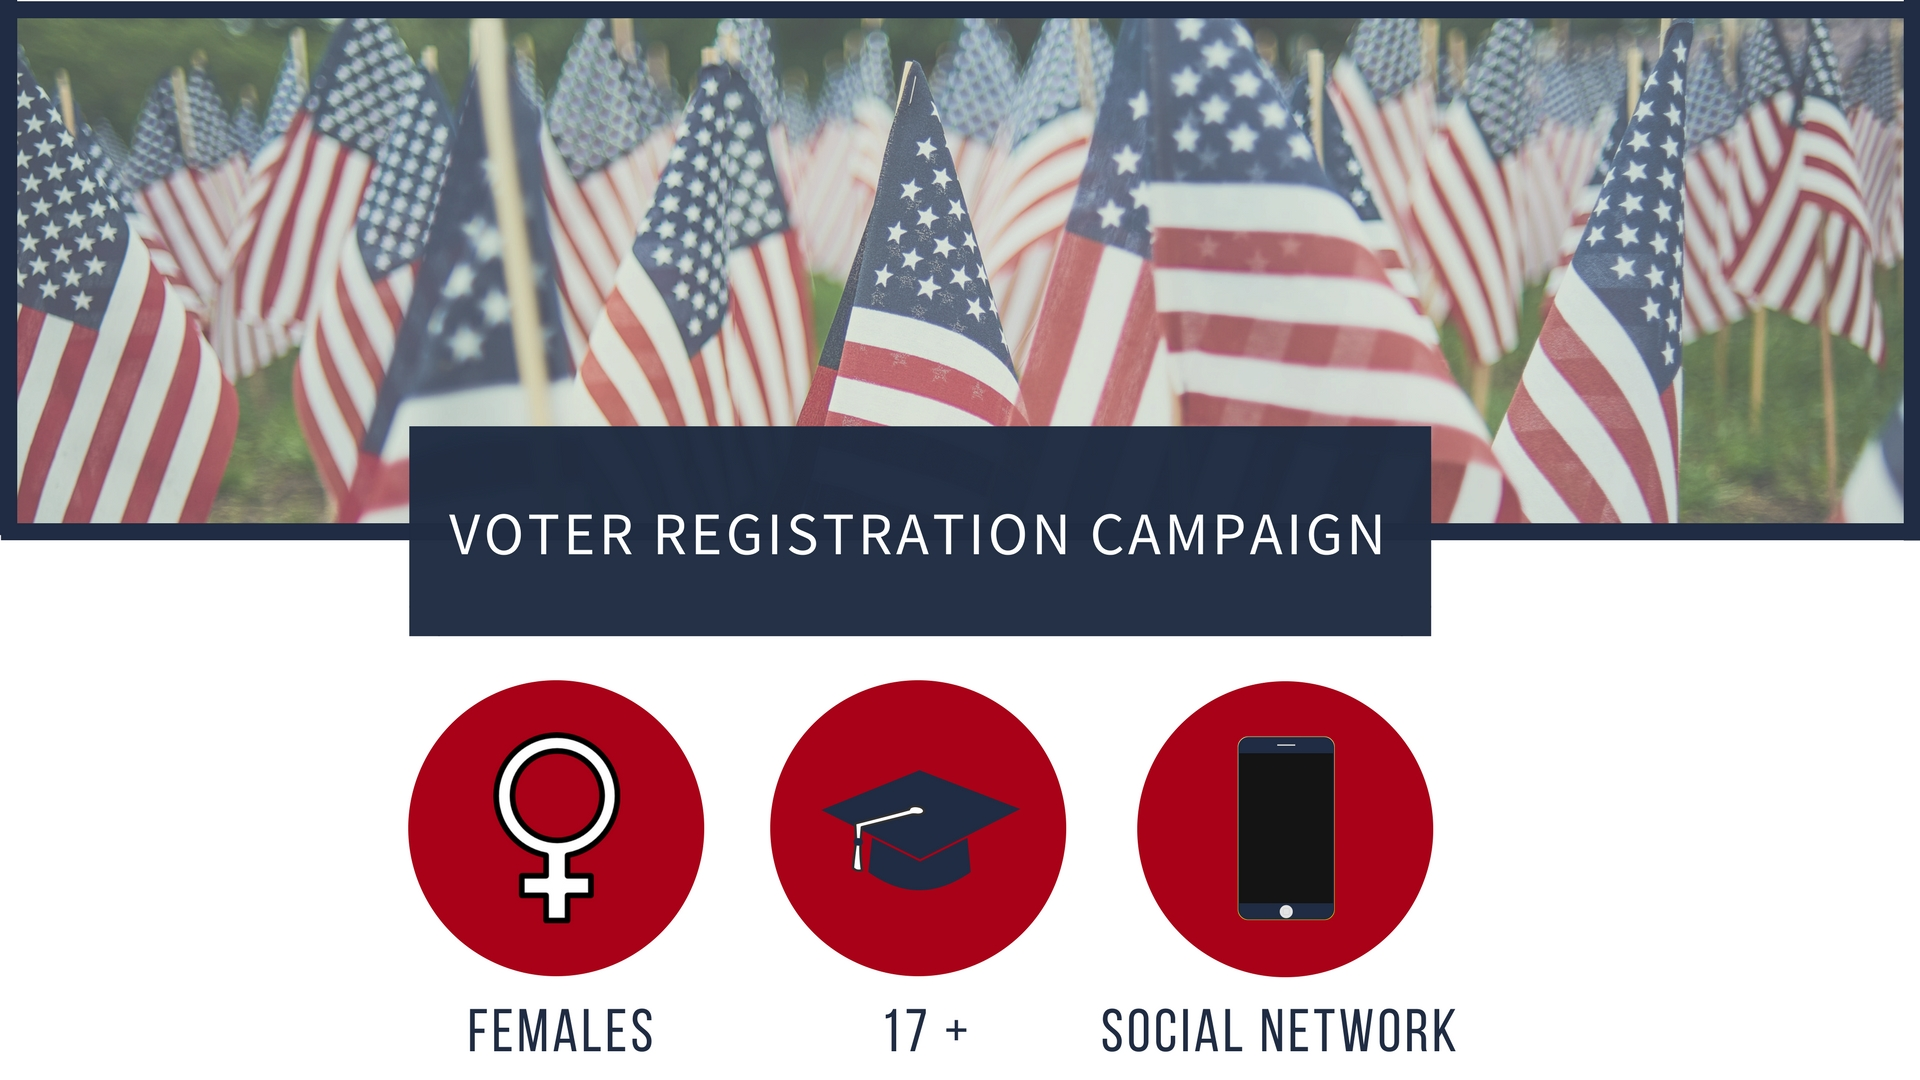 VOTER REGISTRATION CAMPAIGN
FEMALES
17 +
SOCIAL NETWORK